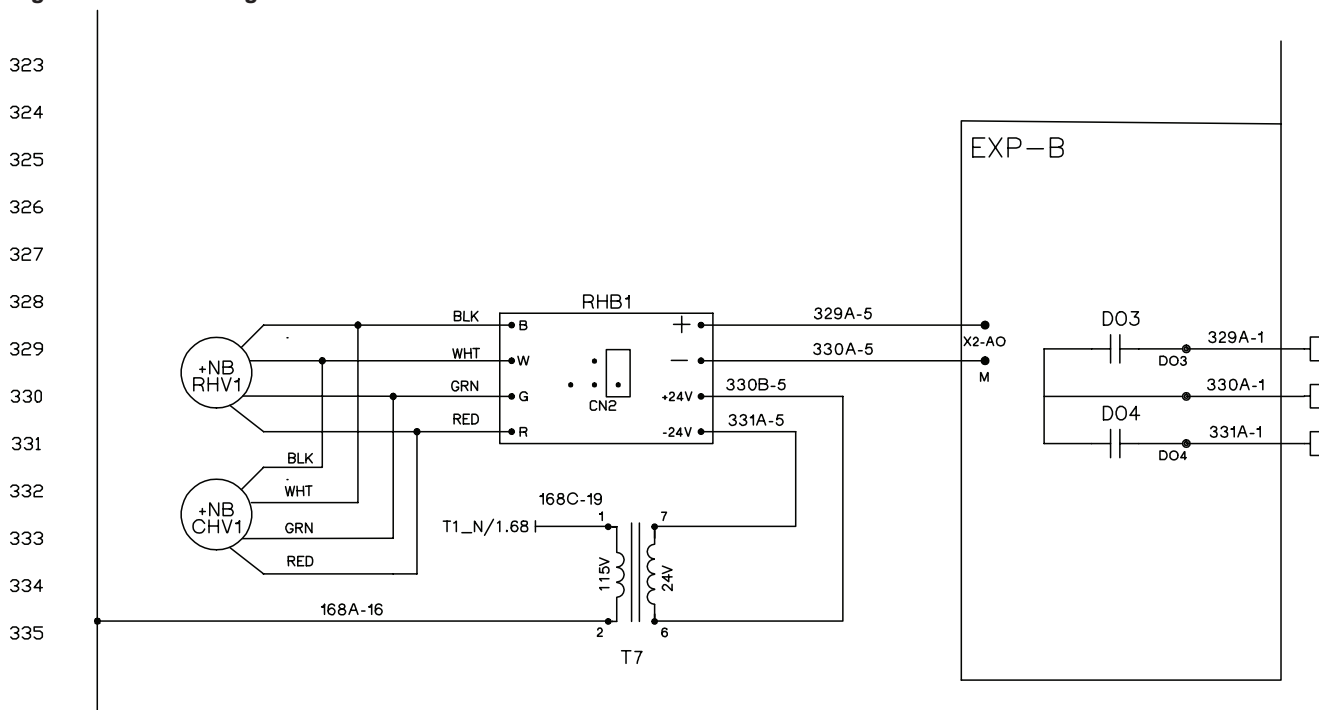 323
324
325
EXP-B
326
327
328
RHB1
BLK
B
+
329A-5
DO3
329
WHT
W
—
330A-5
X2-AO
DO3
329A-1
+NB
RHV1
M
330
GRN
G
CN2
+24V
330B-5
330A-1
DO4
331
RED
R
-24V
331A-5
DO4
331A-1
BLK
332
WHT
168C-19
+NB
CHV1
T1_N/1.68
1
7
333
GRN
334
RED
115V
24V
168A-16
335
2
6
T7